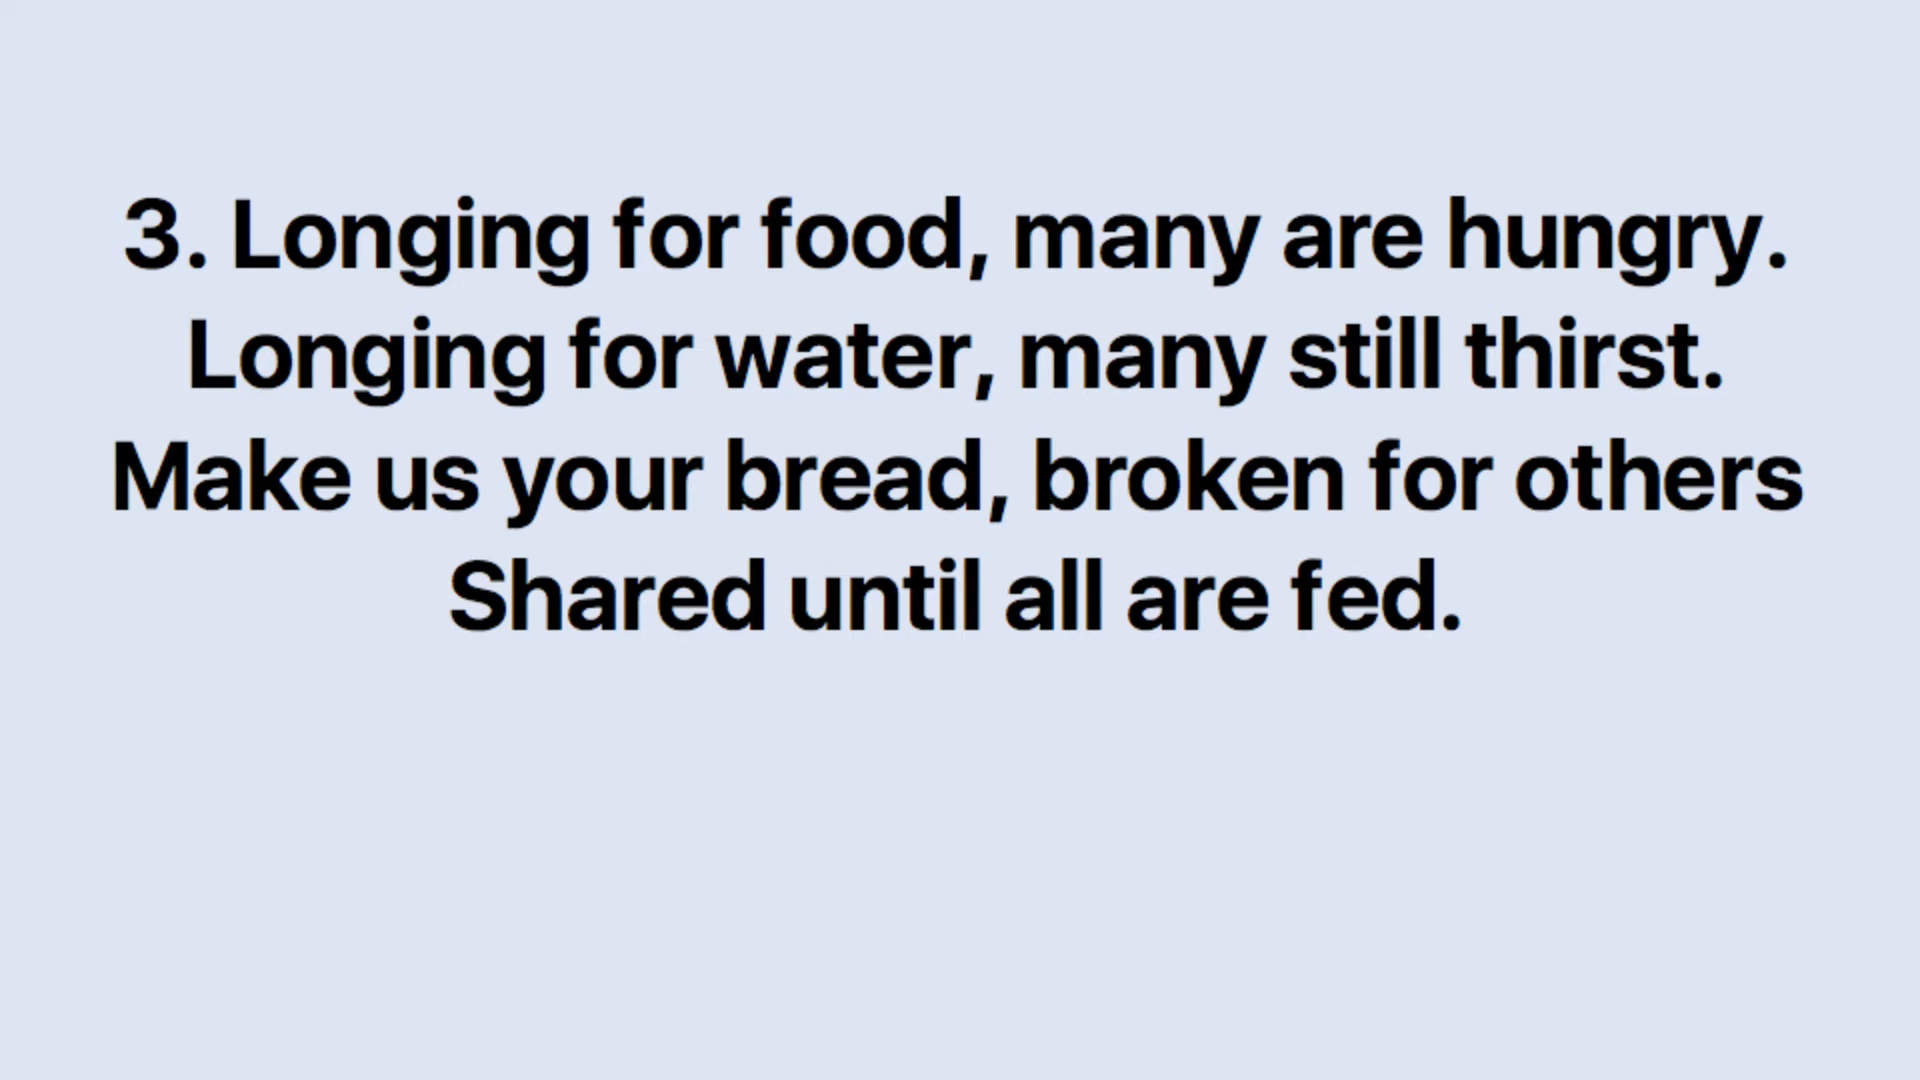 3. Longing for food, many are hungry.
Longing for water, many still thirst.
Make us your bread, broken for others
Shared until all are fed.